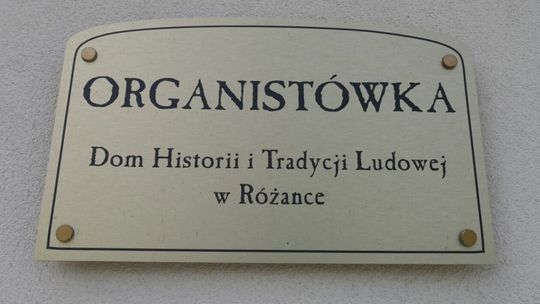 ORGANISTÓWKA
Dom Historii i Tradycji Ludowej
w Różance